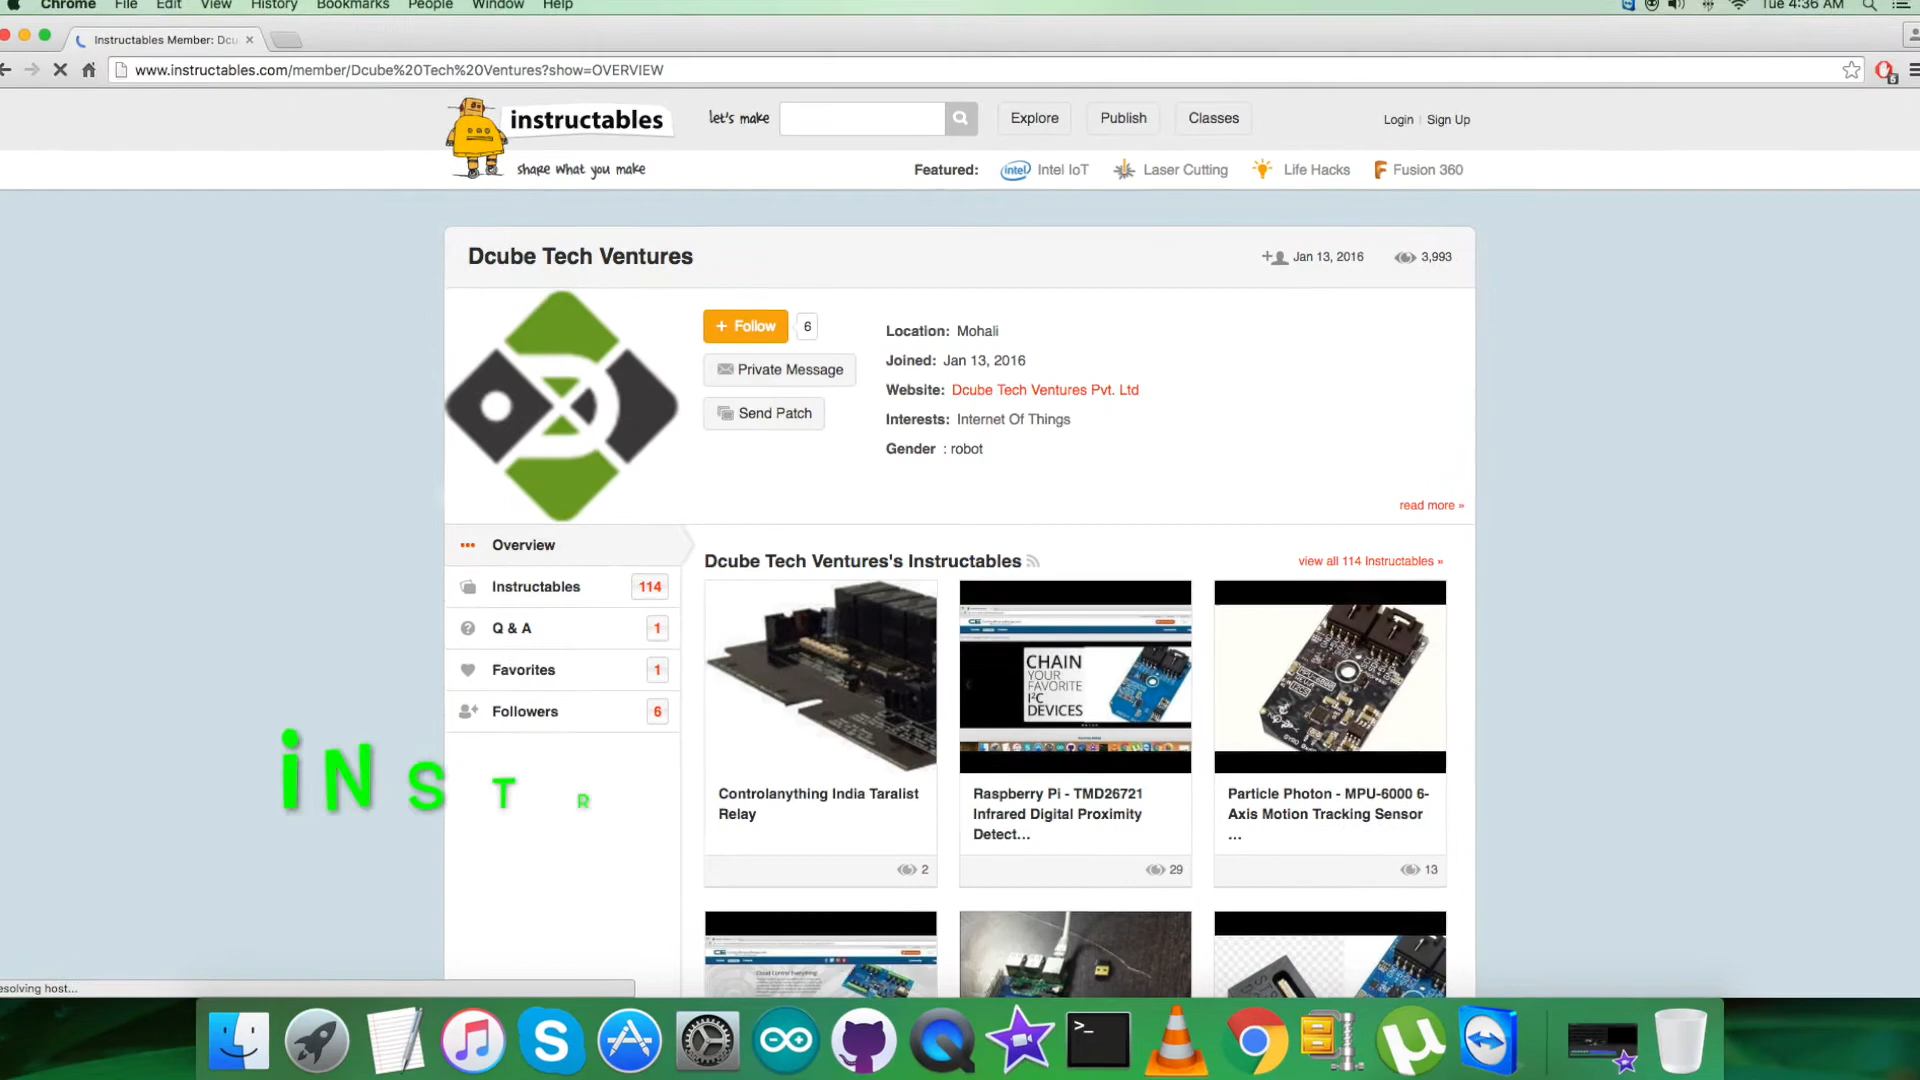 Chrome File Edit View History Bookmarks People Window Help
Tue 4:36 AM
Instructables Member: Dcu
www.instructables.com/member/Dcube%20Tech%20Ventures?show=OVERVIEW
instructables
share what you make
let's make
Explore
Publish
Classes
Login | Sign Up
Featured:
intel
Intel IoT
Laser Cutting
Life Hacks
Fusion 360
Dcube Tech Ventures
Jan 13, 2016
3,993
+ Follow
6
Private Message
Send Patch
Location: Mohali
Joined: Jan 13, 2016
Website: Dcube Tech Ventures Pvt. Ltd
Interests: Internet Of Things
Gender : robot
read more »
Overview
Instructables 114
Q & A 1
Favorites 1
Followers 6
Dcube Tech Ventures's Instructables
view all 114 Instructables »
CHAIN
YOUR
FAVORITE
I²C
DEVICES
MPU-6000
Controlanything India Taralist
Relay
2
Raspberry Pi - TMD26721
Infrared Digital Proximity
Detect...
29
Particle Photon - MPU-6000 6-
Axis Motion Tracking Sensor
...
13
iNSTR
esolving host...